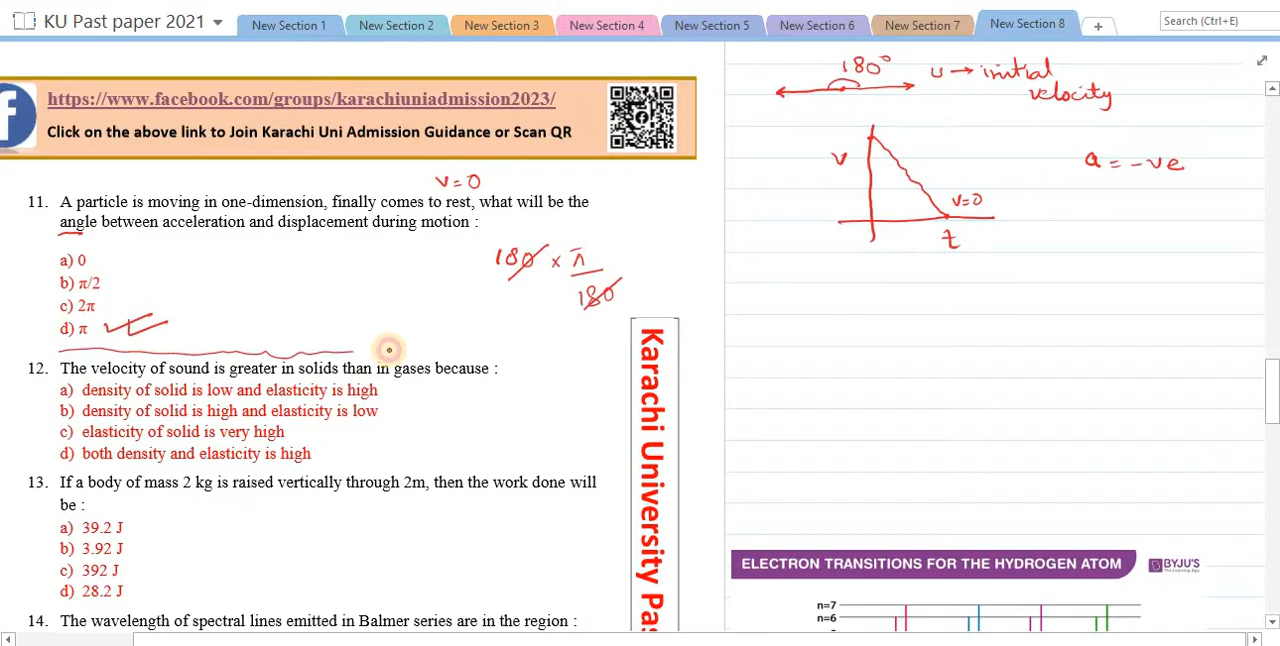 KU Past paper 2021
New Section 1
New Section 2
New Section 3
New Section 4
New Section 5
New Section 6
New Section 7
New Section 8
+
Search (Ctrl+E)
https://www.facebook.com/groups/karachiuniadmission2023/
Click on the above link to Join Karachi Uni Admission Guidance or Scan QR
v = 0
11. A particle is moving in one-dimension, finally comes to rest, what will be the
angle between acceleration and displacement during motion :
a) 0
b) π/2
c) 2π
d) π
180 × π
180
12. The velocity of sound is greater in solids than in gases because :
a) density of solid is low and elasticity is high
b) density of solid is high and elasticity is low
c) elasticity of solid is very high
d) both density and elasticity is high
13. If a body of mass 2 kg is raised vertically through 2m, then the work done will
be :
a) 39.2 J
b) 3.92 J
c) 392 J
d) 28.2 J
14. The wavelength of spectral lines emitted in Balmer series are in the region :
Karachi University Pas
180°
u → initial
velocity
v
v=0
t
a = -ve
ELECTRON TRANSITIONS FOR THE HYDROGEN ATOM
BYJU'S
The Learning App
n=7
n=6